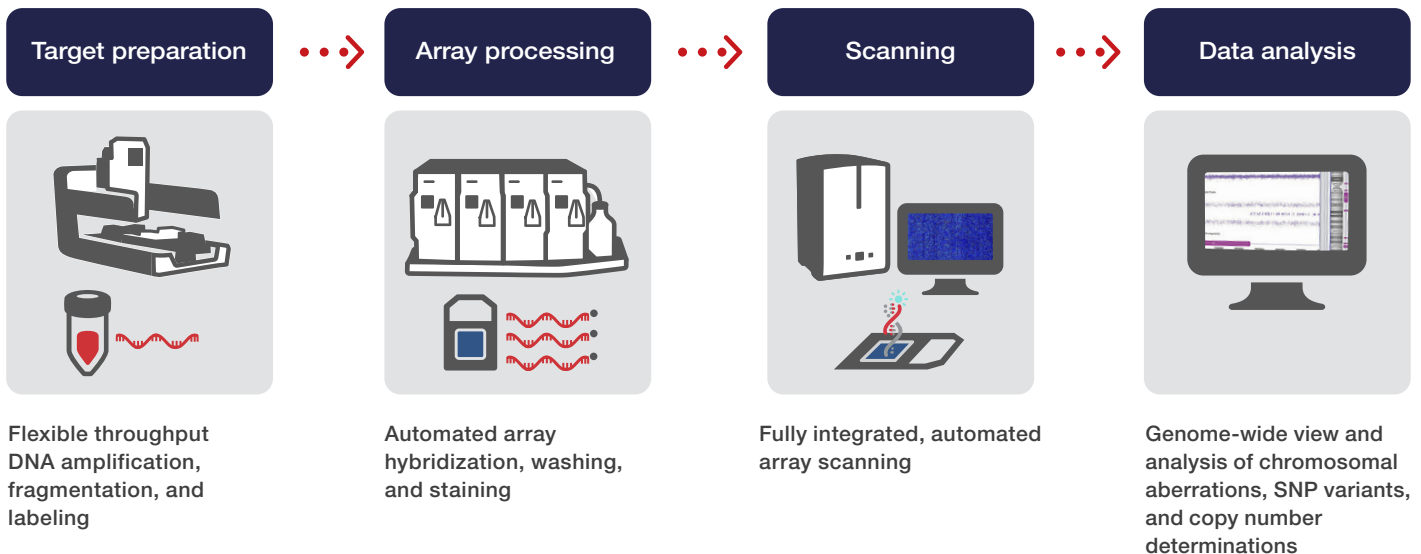 Target preparation
Array processing
Scanning
Data analysis
Flexible throughput
DNA amplification,
fragmentation, and
labeling
Automated array
hybridization, washing,
and staining
Fully integrated, automated
array scanning
Genome-wide view and
analysis of chromosomal
aberrations, SNP variants,
and copy number
determinations